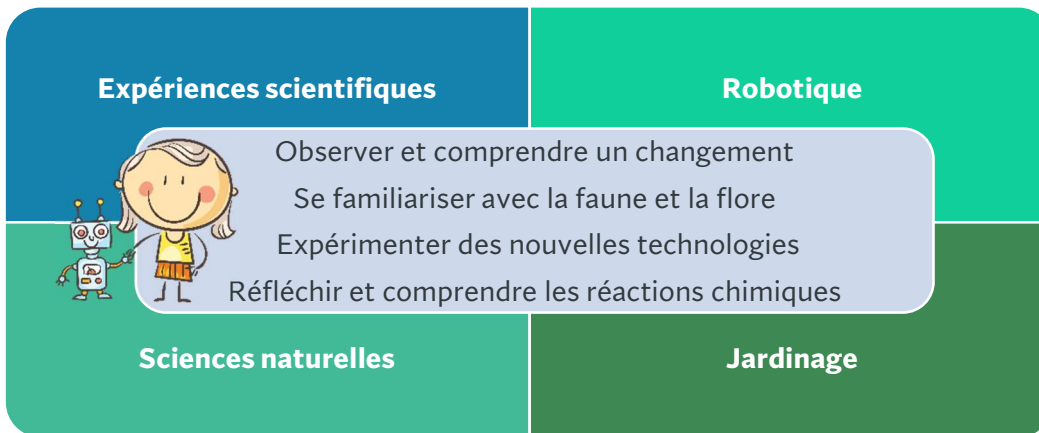 Expériences scientifiques
Robotique
Observer et comprendre un changement
Se familiariser avec la faune et la flore
Expérimenter des nouvelles technologies
Réfléchir et comprendre les réactions chimiques
Sciences naturelles
Jardinage